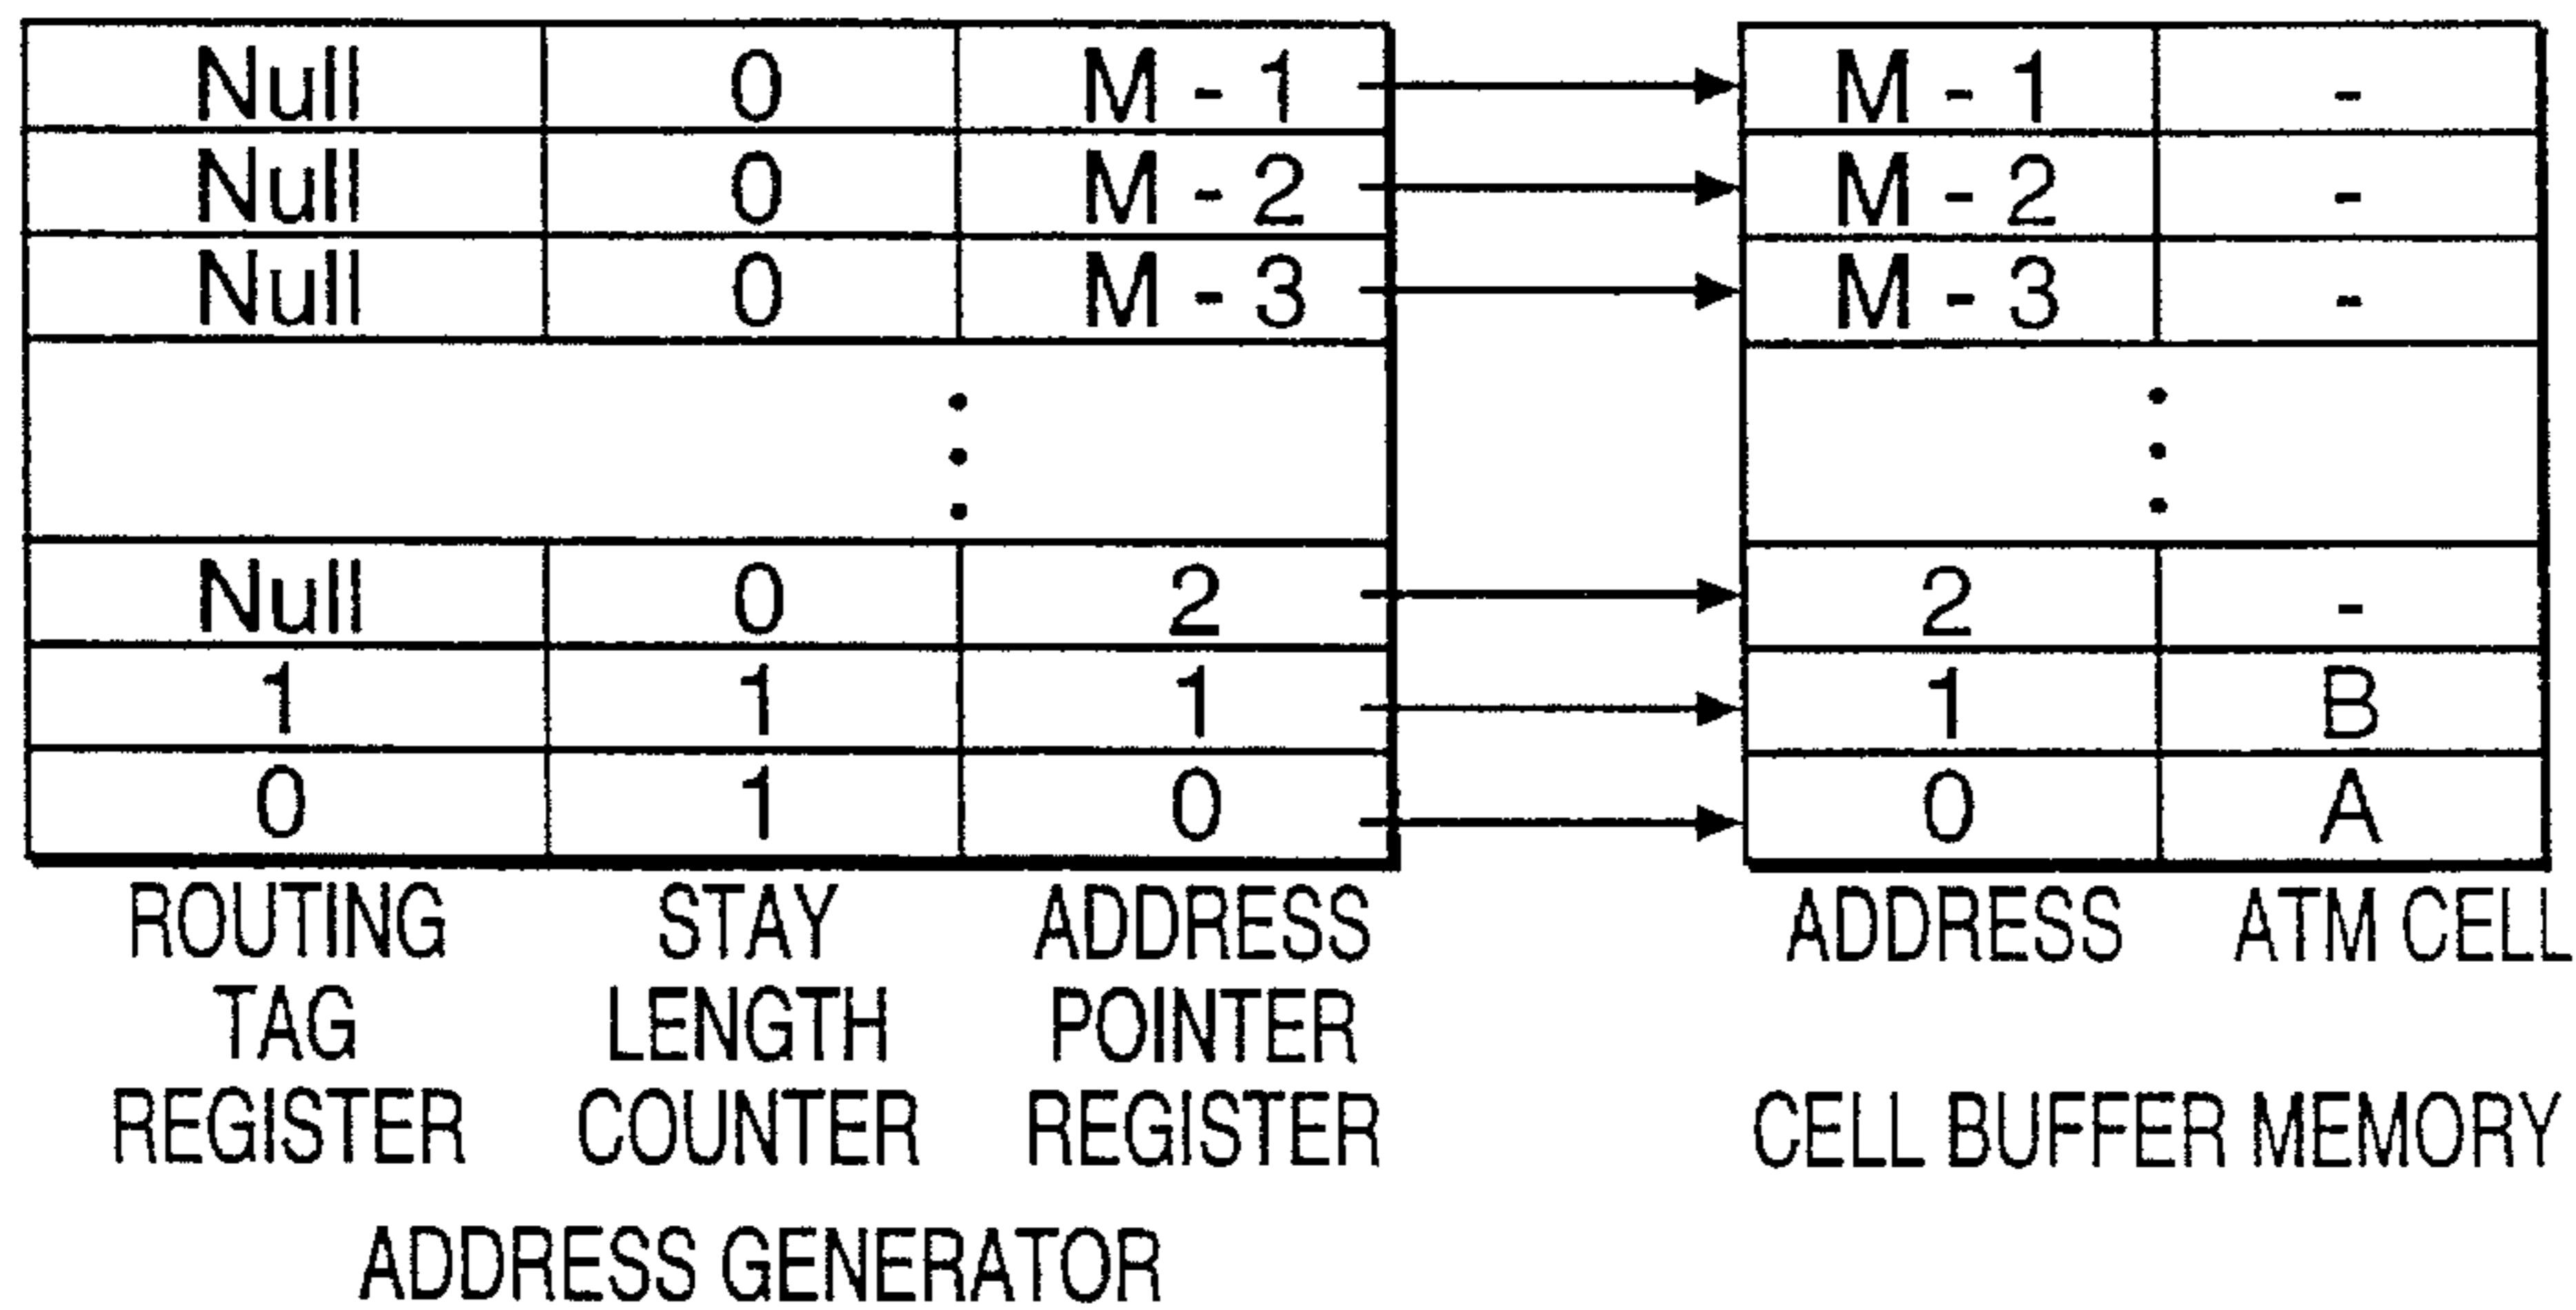 Null 0 M - 1 M - 1 -
Null 0 M - 2 M - 2 -
Null 0 M - 3 M - 3 -
Null 0 2 2 -
1 1 1 1 B
0 1 0 0 A
ROUTING TAG REGISTER
STAY LENGTH COUNTER
ADDRESS POINTER REGISTER
ADDRESS ATM CELL
ADDRESS GENERATOR
CELL BUFFER MEMORY